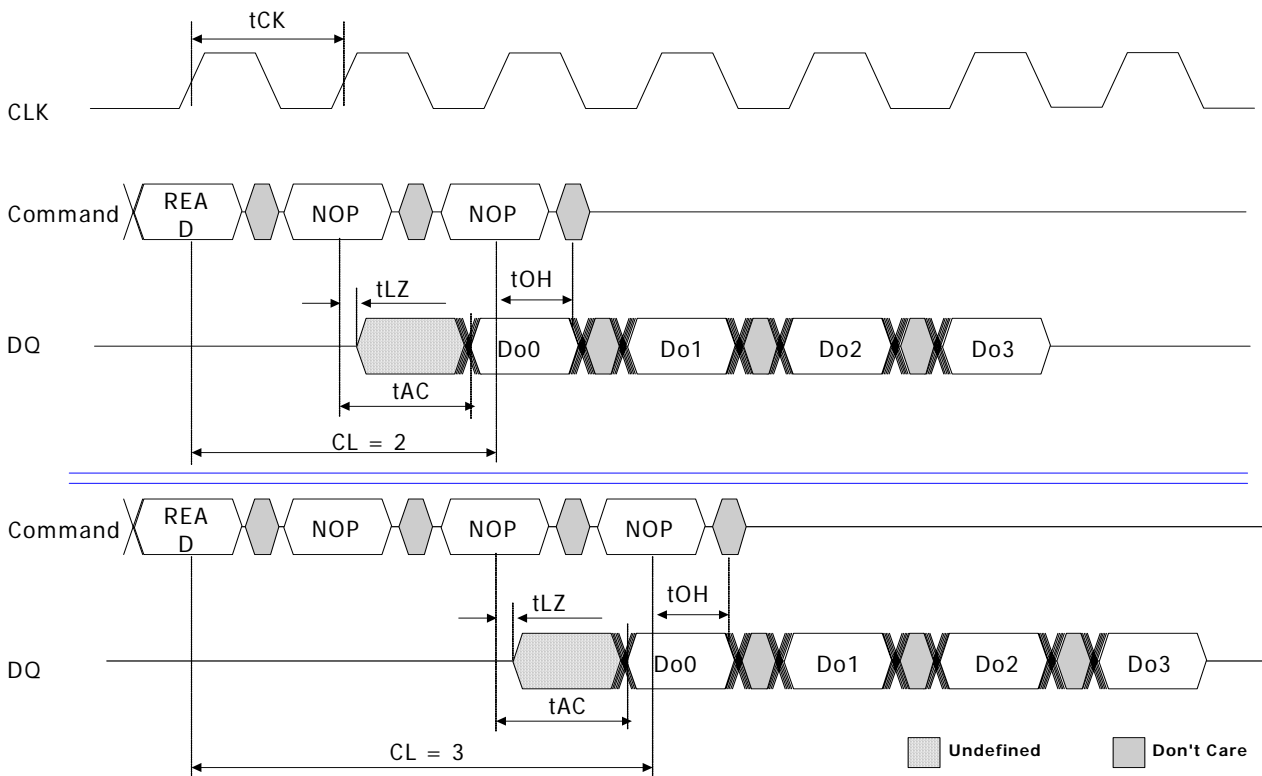 tCK
CLK
Command
REA
D
NOP
NOP
tLZ
tOH
DQ
Do0
Do1
Do2
Do3
tAC
CL = 2
Command
REA
D
NOP
NOP
NOP
tLZ
tOH
DQ
Do0
Do1
Do2
Do3
tAC
CL = 3
Undefined
Don't Care